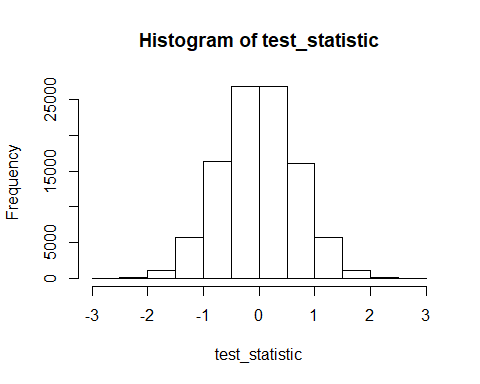 Histogram of test_statistic
Frequency
25000
15000
5000
0
-3 -2 -1 0 1 2 3
test_statistic